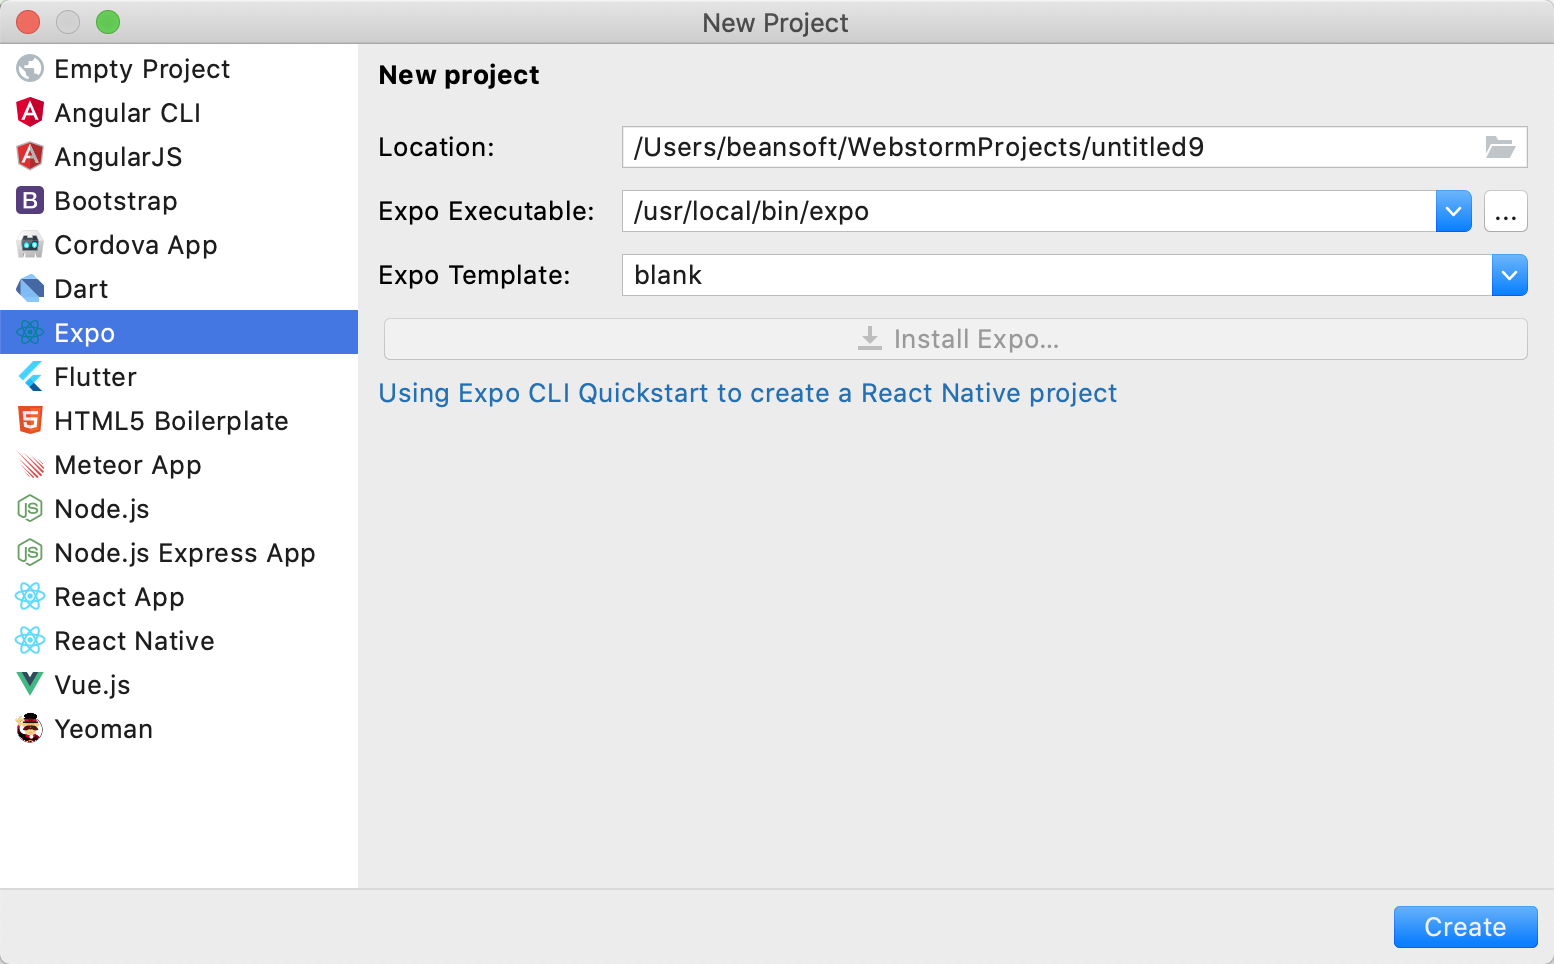 New Project
Empty Project
Angular CLI
AngularJS
Bootstrap
Cordova App
Dart
Expo
Flutter
HTML5 Boilerplate
Meteor App
Node.js
Node.js Express App
React App
React Native
Vue.js
Yeoman
New project
Location: /Users/beansoft/WebstormProjects/untitled9
Expo Executable: /usr/local/bin/expo ...
Expo Template: blank
Install Expo...
Using Expo CLI Quickstart to create a React Native project
Create